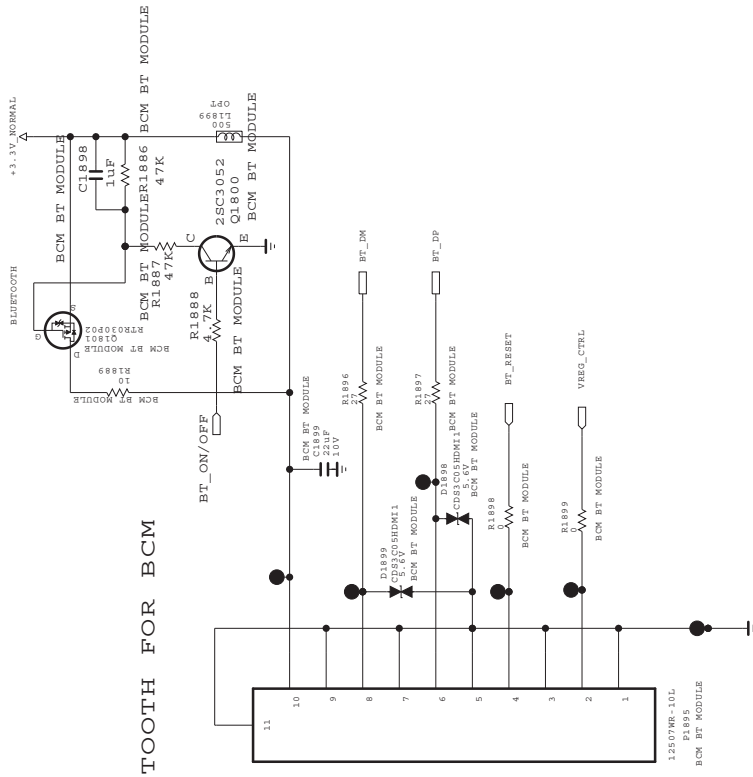 TOOTH FOR BCM
BLUETOOTH
+3.3V_NORMAL
BCM BT MODULE
BCM BT MODULE
C1898
1uF
R1886
47K
BCM BT MODULE
L1899
500
OPT
BCM BT MODULE
2SC3052
Q1800
BCM BT MODULE
R1887
47K
C
B
E
R1888
4.7K
BCM BT MODULE
BT_ON/OFF
G
S
D
Q1801
RTR030P02
BCM BT MODULE
R1889
10
BCM BT MODULE
BCM BT MODULE
C1899
22uF
10V
BT_DM
R1896
27
BCM BT MODULE
BT_DP
R1897
27
BCM BT MODULE
D1899
CDS3C05HDMI1
5.6V
BCM BT MODULE
D1898
CDS3C05HDMI1
5.6V
BCM BT MODULE
BT_RESET
R1898
0
BCM BT MODULE
VREG_CTRL
R1899
0
BCM BT MODULE
11
10
9
8
7
6
5
4
3
2
1
12507WR-10L
P1895
BCM BT MODULE